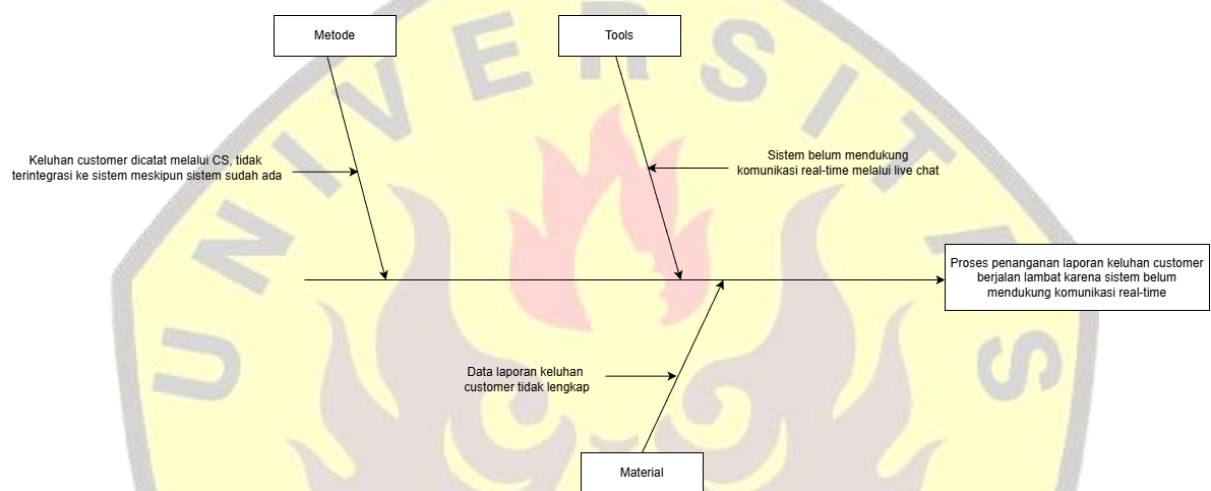 UNIVERSITAS
Metode
Tools
Keluhan customer dicatat melalui CS, tidak
terintegrasi ke sistem meskipun sistem sudah ada
Sistem belum mendukung
komunikasi real-time melalui live chat
Proses penanganan laporan keluhan customer
berjalan lambat karena sistem belum
mendukung komunikasi real-time
Data laporan keluhan
customer tidak lengkap
Material